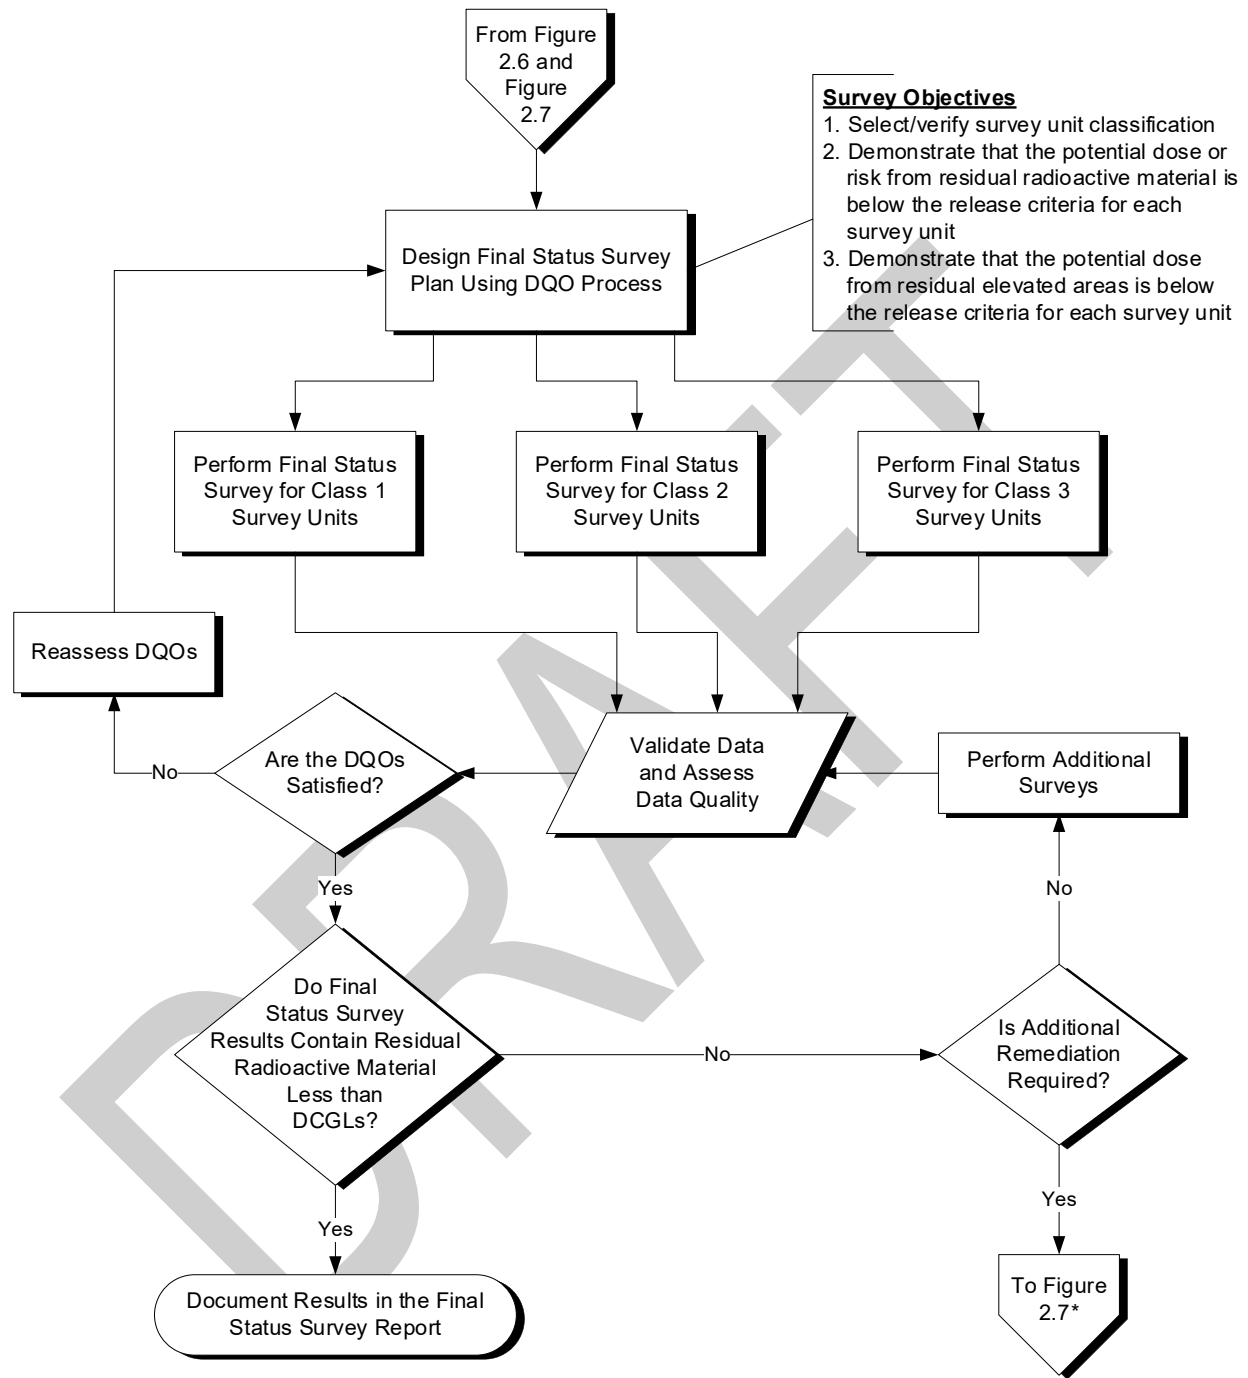 From Figure
2.6 and
Figure
2.7
Survey Objectives
1. Select/verify survey unit classification
2. Demonstrate that the potential dose or
risk from residual radioactive material is
below the release criteria for each
survey unit
3. Demonstrate that the potential dose
from residual elevated areas is below
the release criteria for each survey unit
Design Final Status Survey
Plan Using DQO Process
Perform Final Status
Survey for Class 1
Survey Units
Perform Final Status
Survey for Class 2
Survey Units
Perform Final Status
Survey for Class 3
Survey Units
Reassess DQOs
No
Are the DQOs
Satisfied?
Validate Data
and Assess
Data Quality
Perform Additional
Surveys
Yes
No
Do Final
Status Survey
Results Contain Residual
Radioactive Material
Less than
DCGLs?
No
Is Additional
Remediation
Required?
Yes
Yes
Document Results in the Final
Status Survey Report
To Figure
2.7*
DRAFT